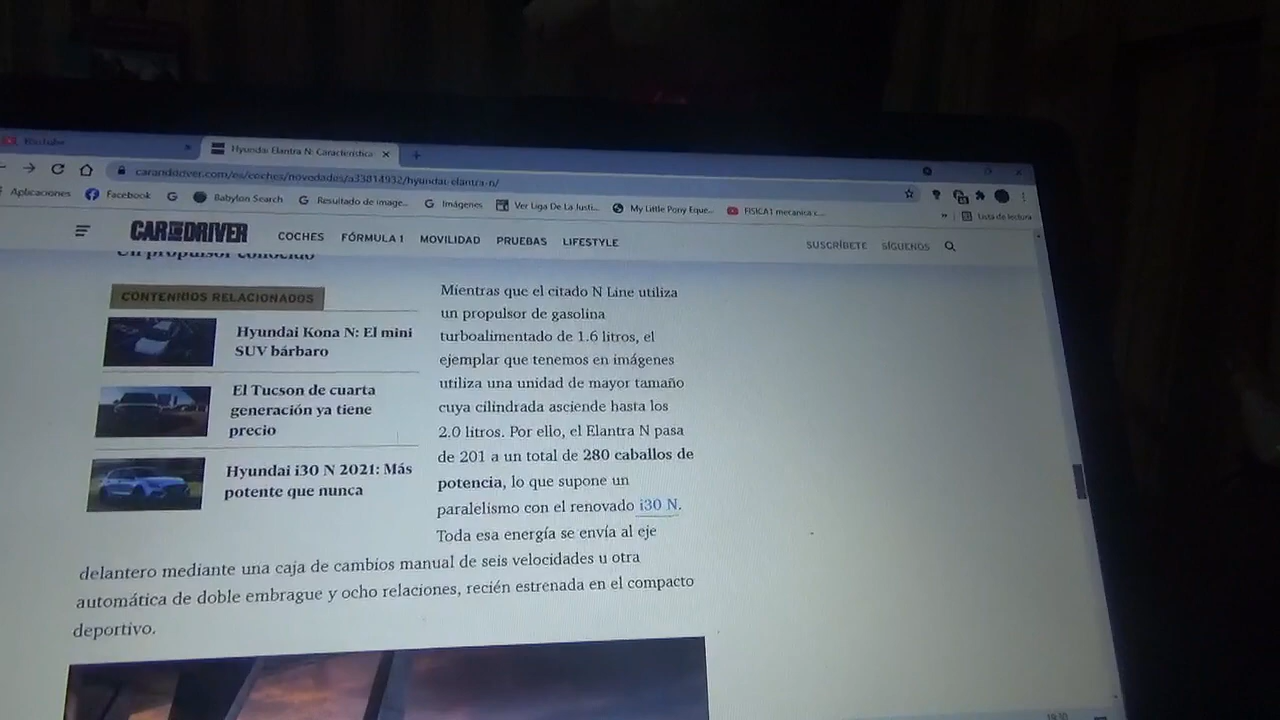 YouTube
Hyundai Elantra N: Característica
carandriver.com/es/coches/novedades/a33814932/hyundai-elantra-n/
Aplicaciones Facebook Babylon Search Resultado de image... Imágenes Ver Liga De La Justi... My Little Pony Eque... FISICA1 mecanica c... » Lista de lectura
CAR AND DRIVER COCHES FÓRMULA 1 MOVILIDAD PRUEBAS LIFESTYLE SUSCRÍBETE SÍGUENOS
Un propulsor conocido
CONTENIDOS RELACIONADOS
Hyundai Kona N: El mini
SUV bárbaro
El Tucson de cuarta
generación ya tiene
precio
Hyundai i30 N 2021: Más
potente que nunca
Mientras que el citado N Line utiliza
un propulsor de gasolina
turboalimentado de 1.6 litros, el
ejemplar que tenemos en imágenes
utiliza una unidad de mayor tamaño
cuya cilindrada asciende hasta los
2.0 litros. Por ello, el Elantra N pasa
de 201 a un total de 280 caballos de
potencia, lo que supone un
paralelismo con el renovado i30 N.
Toda esa energía se envía al eje
delantero mediante una caja de cambios manual de seis velocidades u otra
automática de doble embrague y ocho relaciones, recién estrenada en el compacto
deportivo.